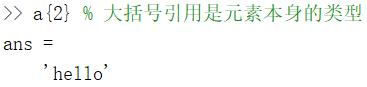 >> a{2} % 大括号引用是元素本身的类型
ans =
    'hello'